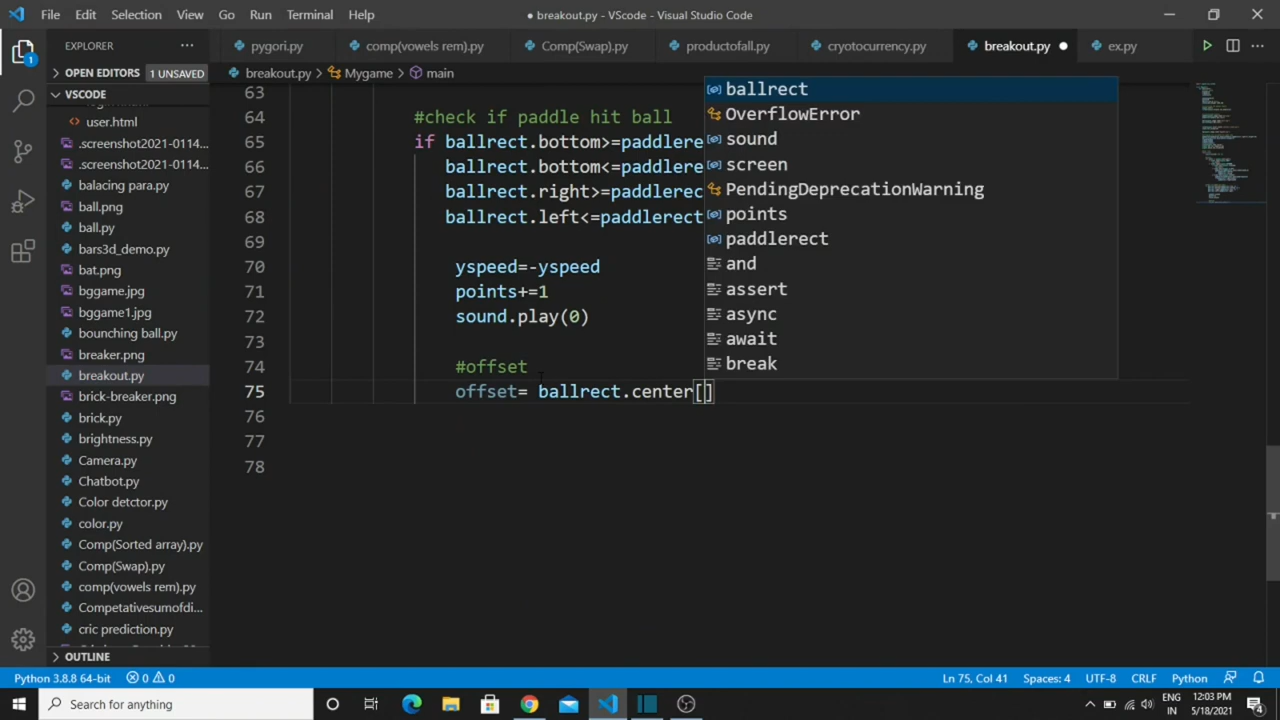 File Edit Selection View Go Run Terminal Help
● breakout.py - VScode - Visual Studio Code
EXPLORER
pygori.py
comp(vowels rem).py
Comp(Swap).py
productofall.py
cryotocurrency.py
breakout.py
ex.py
OPEN EDITORS 1 UNSAVED
breakout.py > Mygame > main
VSCODE
user.html
.screenshot2021-0114...
.screenshot2021-0114...
balacing para.py
ball.png
ball.py
bars3d_demo.py
bat.png
bggame.jpg
bggame1.jpg
bounching ball.py
breaker.png
breakout.py
brick-breaker.png
brick.py
brightness.py
Camera.py
Chatbot.py
Color detctor.py
color.py
Comp(Sorted array).py
Comp(Swap).py
comp(vowels rem).py
Competativesumofdi...
cric prediction.py
OUTLINE
63
64 #check if paddle hit ball
65 if ballrect.bottom>=paddlere
66 ballrect.bottom<=paddlere
67 ballrect.right>=paddlerec
68 ballrect.left<=paddlerect
69
70 yspeed=-yspeed
71 points+=1
72 sound.play(0)
73
74 #offset
75 offset= ballrect.center[]
76
77
78
ballrect
OverflowError
sound
screen
PendingDeprecationWarning
points
paddlerect
and
assert
async
await
break
Python 3.8.8 64-bit 0 0 Ln 75, Col 41 Spaces: 4 UTF-8 CRLF Python
Search for anything
ENG
IN
12:03 PM
5/18/2021
4
1